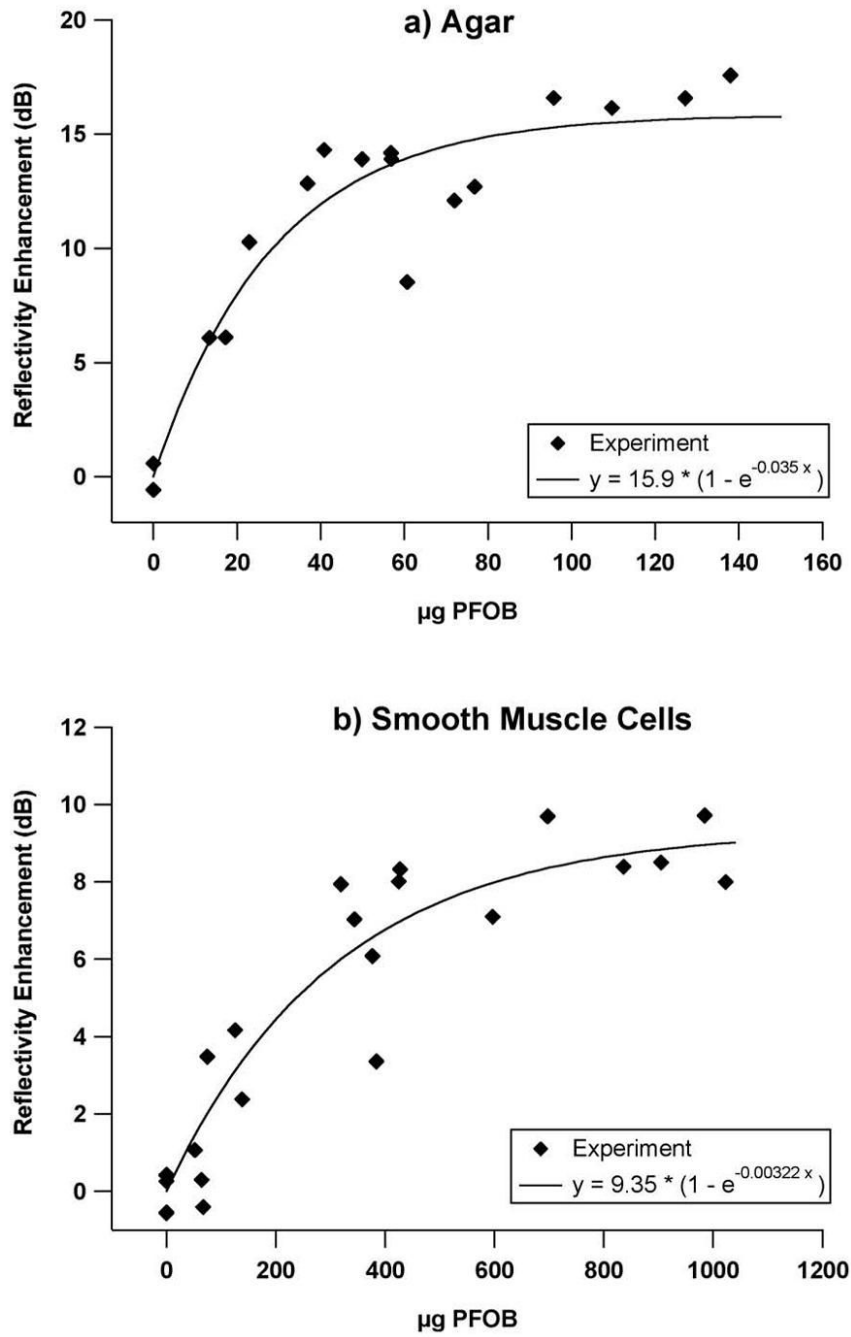 a) Agar
20
15
10
5
0
Reflectivity Enhancement (dB)
Experiment
y = 15.9 * (1 - e^-0.035 x)
0 20 40 60 80 100 120 140 160
µg PFOB
b) Smooth Muscle Cells
12
10
8
6
4
2
0
Reflectivity Enhancement (dB)
Experiment
y = 9.35 * (1 - e^-0.00322 x)
0 200 400 600 800 1000 1200
µg PFOB